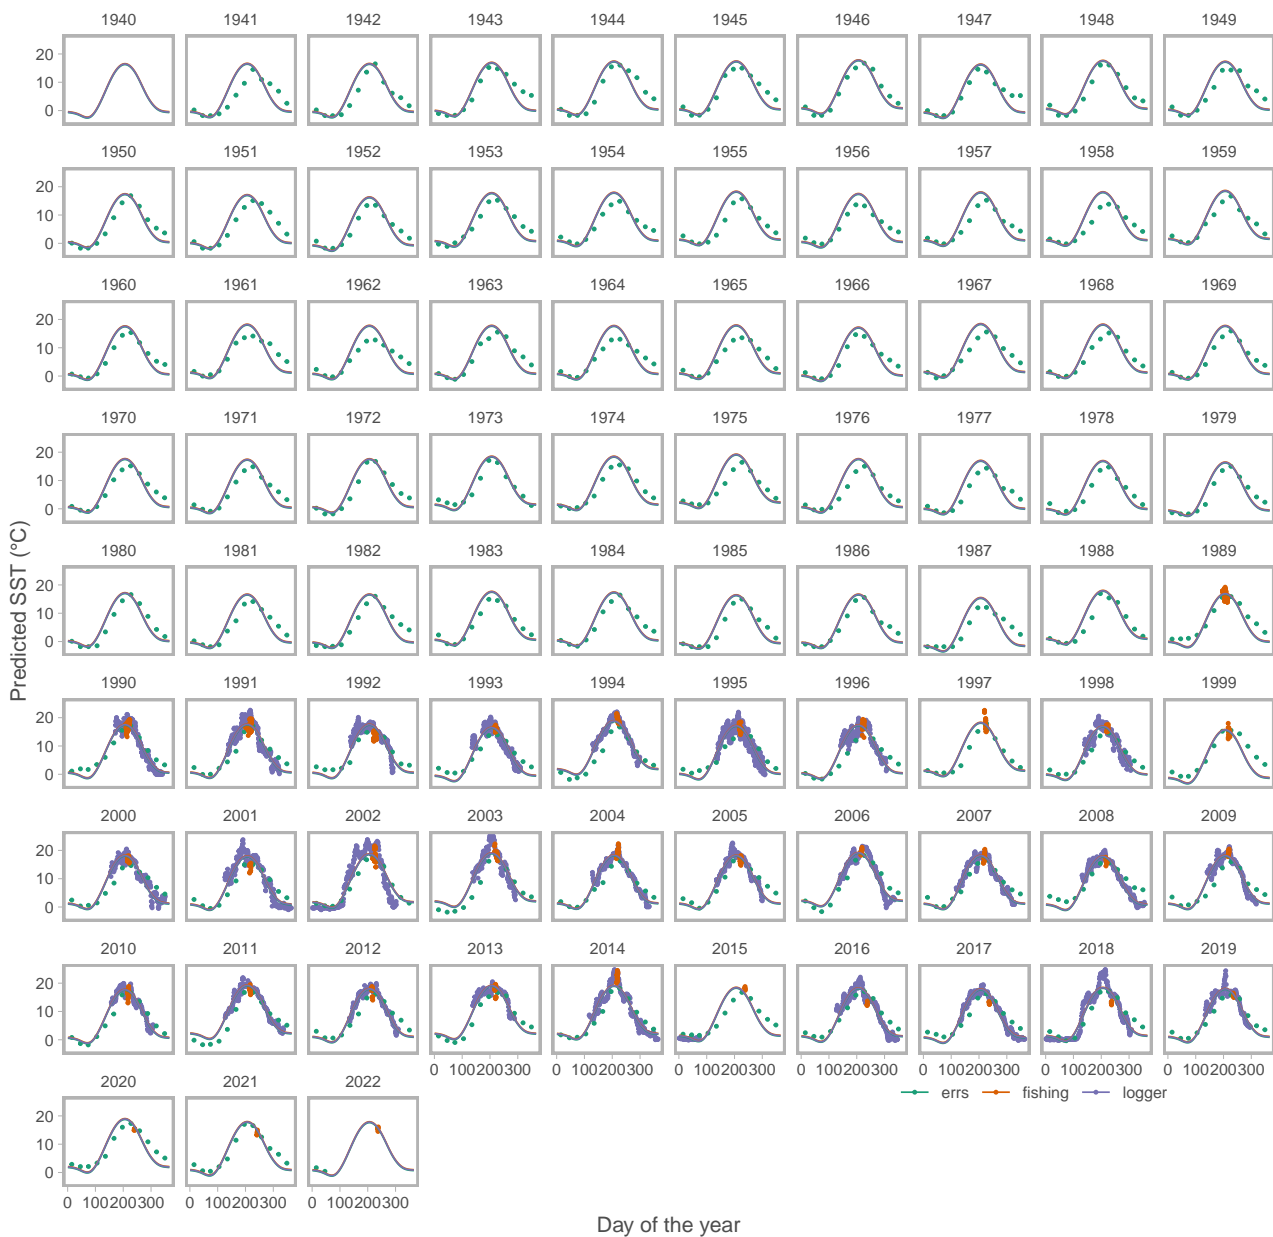 1940 1941 1942 1943 1944 1945 1946 1947 1948 1949
20
10
0
1950 1951 1952 1953 1954 1955 1956 1957 1958 1959
20
10
0
1960 1961 1962 1963 1964 1965 1966 1967 1968 1969
20
10
0
1970 1971 1972 1973 1974 1975 1976 1977 1978 1979
20
10
0
Predicted SST (°C)
1980 1981 1982 1983 1984 1985 1986 1987 1988 1989
20
10
0
1990 1991 1992 1993 1994 1995 1996 1997 1998 1999
20
10
0
2000 2001 2002 2003 2004 2005 2006 2007 2008 2009
20
10
0
2010 2011 2012 2013 2014 2015 2016 2017 2018 2019
20
10
0
0 100200300 0 100200300 0 100200300 0 100200300 0 100200300 0 100200300 0 100200300
2020 2021 2022
errs fishing logger
20
10
0
0 100200300 0 100200300 0 100200300
Day of the year